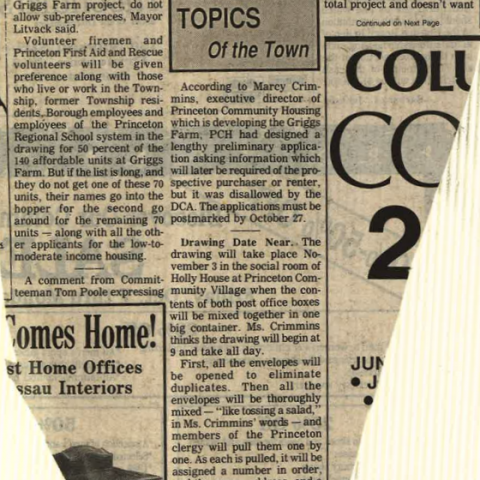 Griggs Farm project, do not
allow sub-preferences, Mayor
Litvack said.
Volunteer firemen and
Princeton First Aid and Rescue
volunteers will be given
preference along with those
who live or work in the Town-
ship, former Township resi-
dents, Borough employees and
employees of the Princeton
Regional School system in the
drawing for 50 percent of the
140 affordable units at Griggs
Farm. But if the list is long, and
they do not get one of these 70
units, their names go into the
hopper for the second go
around for the remaining 70
units — along with all the oth-
er applicants for the low-to-
moderate income housing.
A comment from Commit-
teeman Tom Poole expressing
Comes Home!
st Home Offices
ssau Interiors
TOPICS
Of the Town
According to Marcy Crim-
mins, executive director of
Princeton Community Housing
which is developing the Griggs
Farm, PCH had designed a
lengthy preliminary applica-
tion asking information which
will later be required of the pro-
spective purchaser or renter,
but it was disallowed by the
DCA. The applications must be
postmarked by October 27.
Drawing Date Near. The
drawing will take place No-
vember 3 in the social room of
Holly House at Princeton Com-
munity Village when the con-
tents of both post office boxes
will be mixed together in one
big container. Ms. Crimmins
thinks the drawing will begin at
9 and take all day.
First, all the envelopes will
be opened to eliminate
duplicates. Then all the
envelopes will be thoroughly
mixed — "like tossing a salad,"
in Ms. Crimmins' words — and
members of the Princeton
clergy will pull them one by
one. As each is pulled, it will be
assigned a number in order,
total project and doesn't want
Continued on Next Page
COLU
CO
2
JUN
• J
•